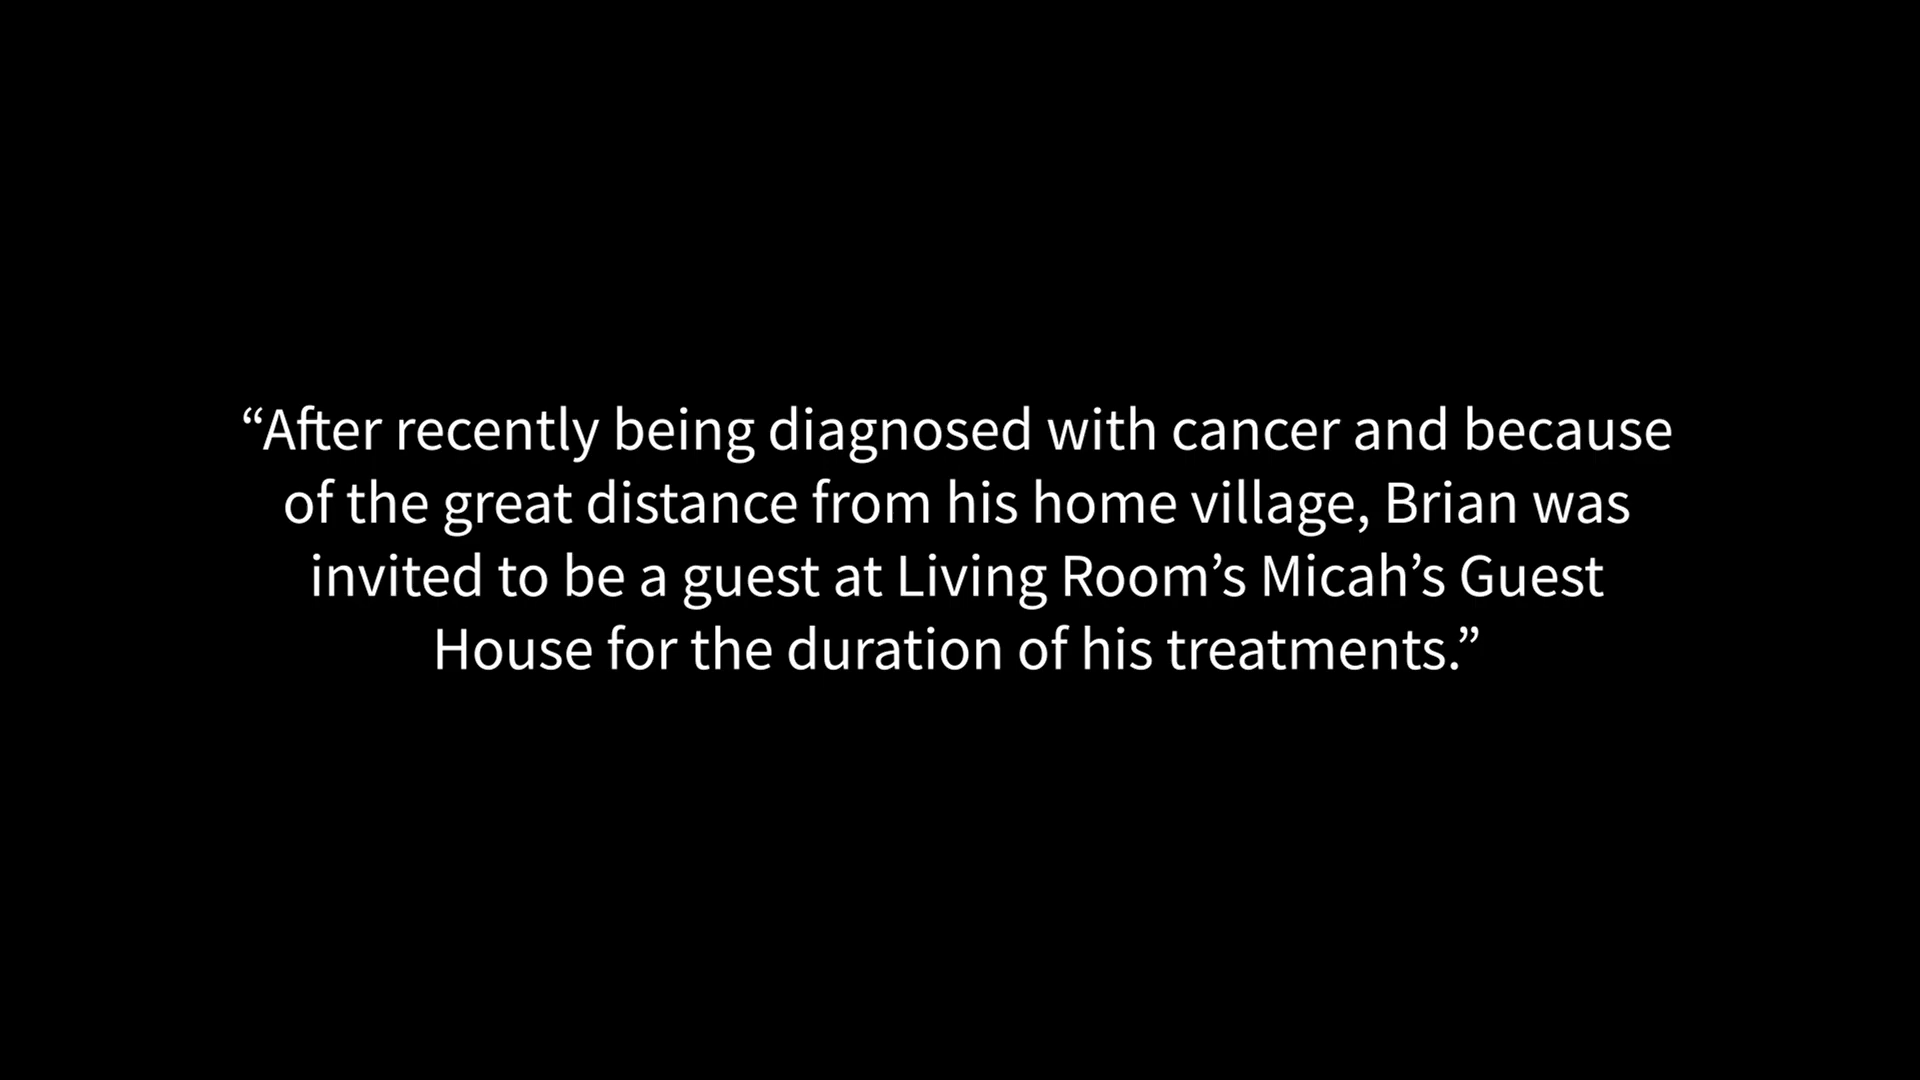 “After recently being diagnosed with cancer and because
of the great distance from his home village, Brian was
invited to be a guest at Living Room’s Micah’s Guest
House for the duration of his treatments.”